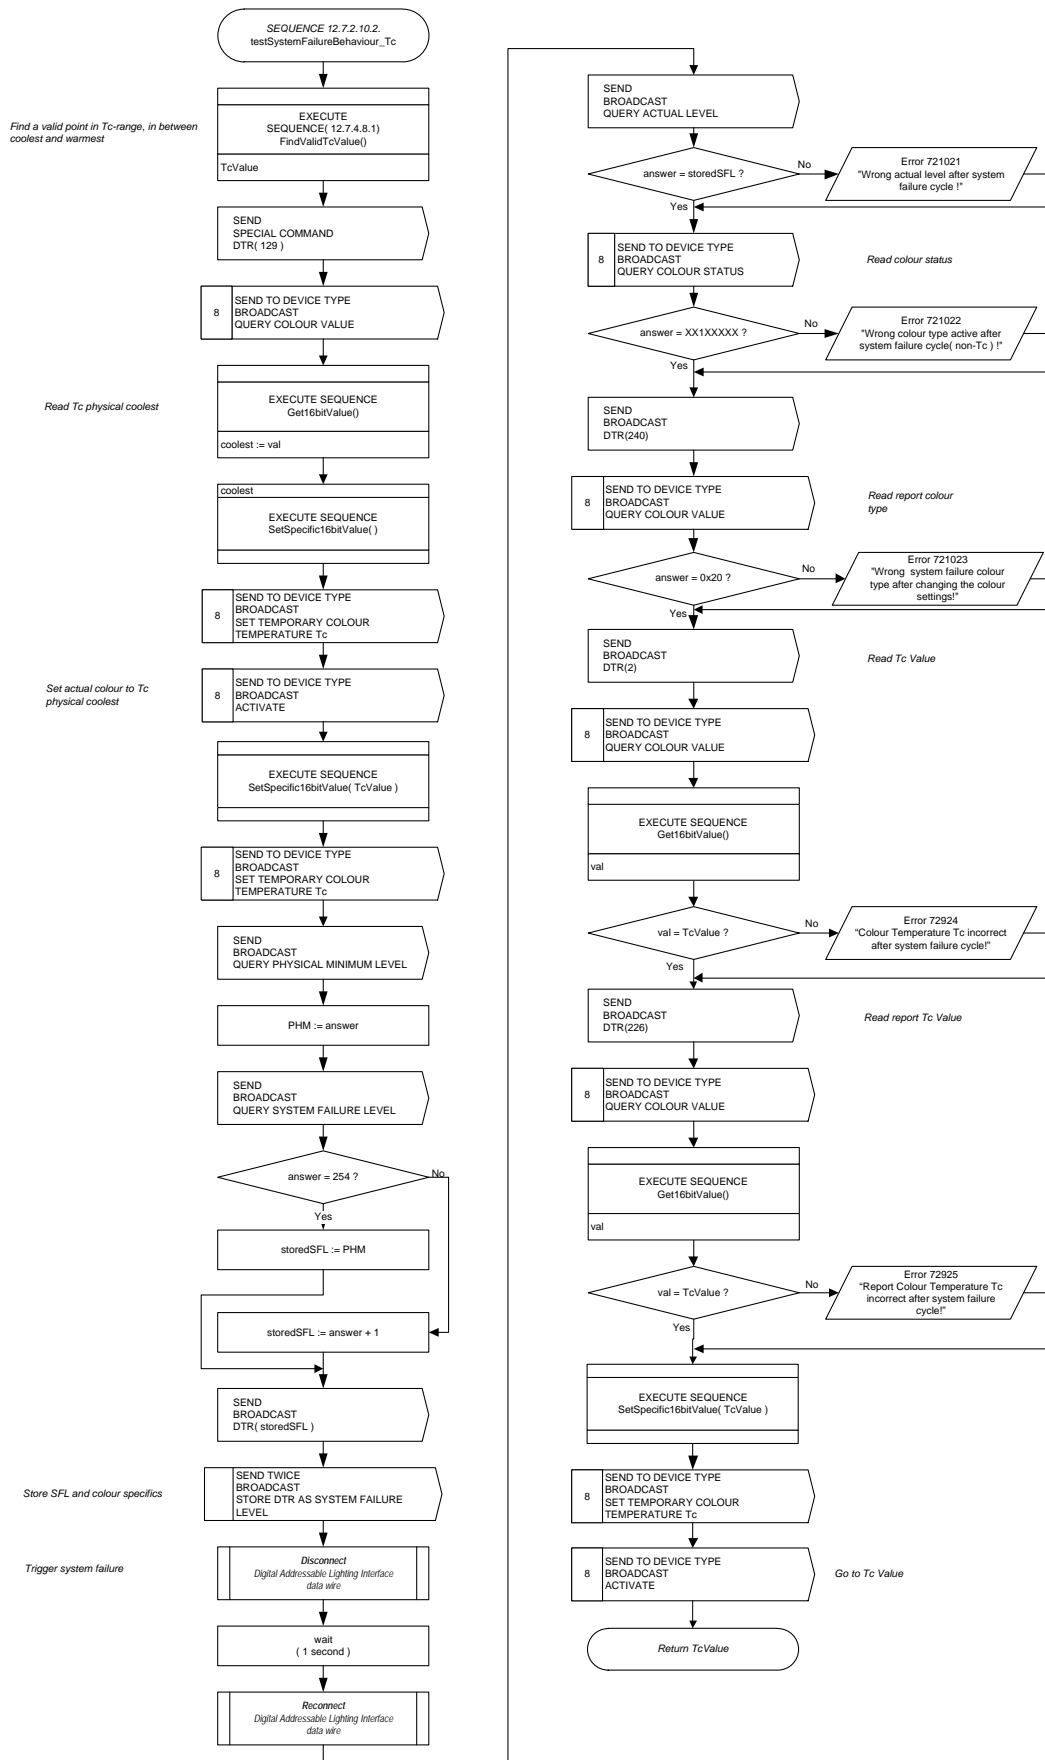 SEQUENCE 12.7.2.10.2.
testSystemFailureBehaviour_Tc
Find a valid point in Tc-range, in between
coolest and warmest
EXECUTE
SEQUENCE( 12.7.4.8.1)
FindValidTcValue()
TcValue
SEND
SPECIAL COMMAND
DTR( 129 )
8
SEND TO DEVICE TYPE
BROADCAST
QUERY COLOUR VALUE
Read Tc physical coolest
EXECUTE SEQUENCE
Get16bitValue()
coolest := val
coolest
EXECUTE SEQUENCE
SetSpecific16bitValue( )
8
SEND TO DEVICE TYPE
BROADCAST
SET TEMPORARY COLOUR
TEMPERATURE Tc
Set actual colour to Tc
physical coolest
8
SEND TO DEVICE TYPE
BROADCAST
ACTIVATE
EXECUTE SEQUENCE
SetSpecific16bitValue( TcValue )
8
SEND TO DEVICE TYPE
BROADCAST
SET TEMPORARY COLOUR
TEMPERATURE Tc
SEND
BROADCAST
QUERY PHYSICAL MINIMUM LEVEL
PHM := answer
SEND
BROADCAST
QUERY SYSTEM FAILURE LEVEL
answer = 254 ?
No
Yes
storedSFL := PHM
storedSFL := answer + 1
SEND
BROADCAST
DTR( storedSFL )
Store SFL and colour specifics
SEND TWICE
BROADCAST
STORE DTR AS SYSTEM FAILURE
LEVEL
Trigger system failure
Disconnect
Digital Addressable Lighting Interface
data wire
wait
( 1 second )
Reconnect
Digital Addressable Lighting Interface
data wire
SEND
BROADCAST
QUERY ACTUAL LEVEL
answer = storedSFL ?
No
Error 721021
"Wrong actual level after system
failure cycle !"
Yes
8
SEND TO DEVICE TYPE
BROADCAST
QUERY COLOUR STATUS
Read colour status
answer = XX1XXXXX ?
No
Error 721022
"Wrong colour type active after
system failure cycle( non-Tc ) !"
Yes
SEND
BROADCAST
DTR(240)
8
SEND TO DEVICE TYPE
BROADCAST
QUERY COLOUR VALUE
Read report colour
type
answer = 0x20 ?
No
Error 721023
"Wrong system failure colour
type after changing the colour
settings!"
Yes
SEND
BROADCAST
DTR(2)
Read Tc Value
8
SEND TO DEVICE TYPE
BROADCAST
QUERY COLOUR VALUE
EXECUTE SEQUENCE
Get16bitValue()
val
val = TcValue ?
No
Error 72924
“Colour Temperature Tc incorrect
after system failure cycle!”
Yes
SEND
BROADCAST
DTR(226)
Read report Tc Value
8
SEND TO DEVICE TYPE
BROADCAST
QUERY COLOUR VALUE
EXECUTE SEQUENCE
Get16bitValue()
val
val = TcValue ?
No
Error 72925
“Report Colour Temperature Tc
incorrect after system failure
cycle!”
Yes
EXECUTE SEQUENCE
SetSpecific16bitValue( TcValue )
8
SEND TO DEVICE TYPE
BROADCAST
SET TEMPORARY COLOUR
TEMPERATURE Tc
8
SEND TO DEVICE TYPE
BROADCAST
ACTIVATE
Go to Tc Value
Return TcValue